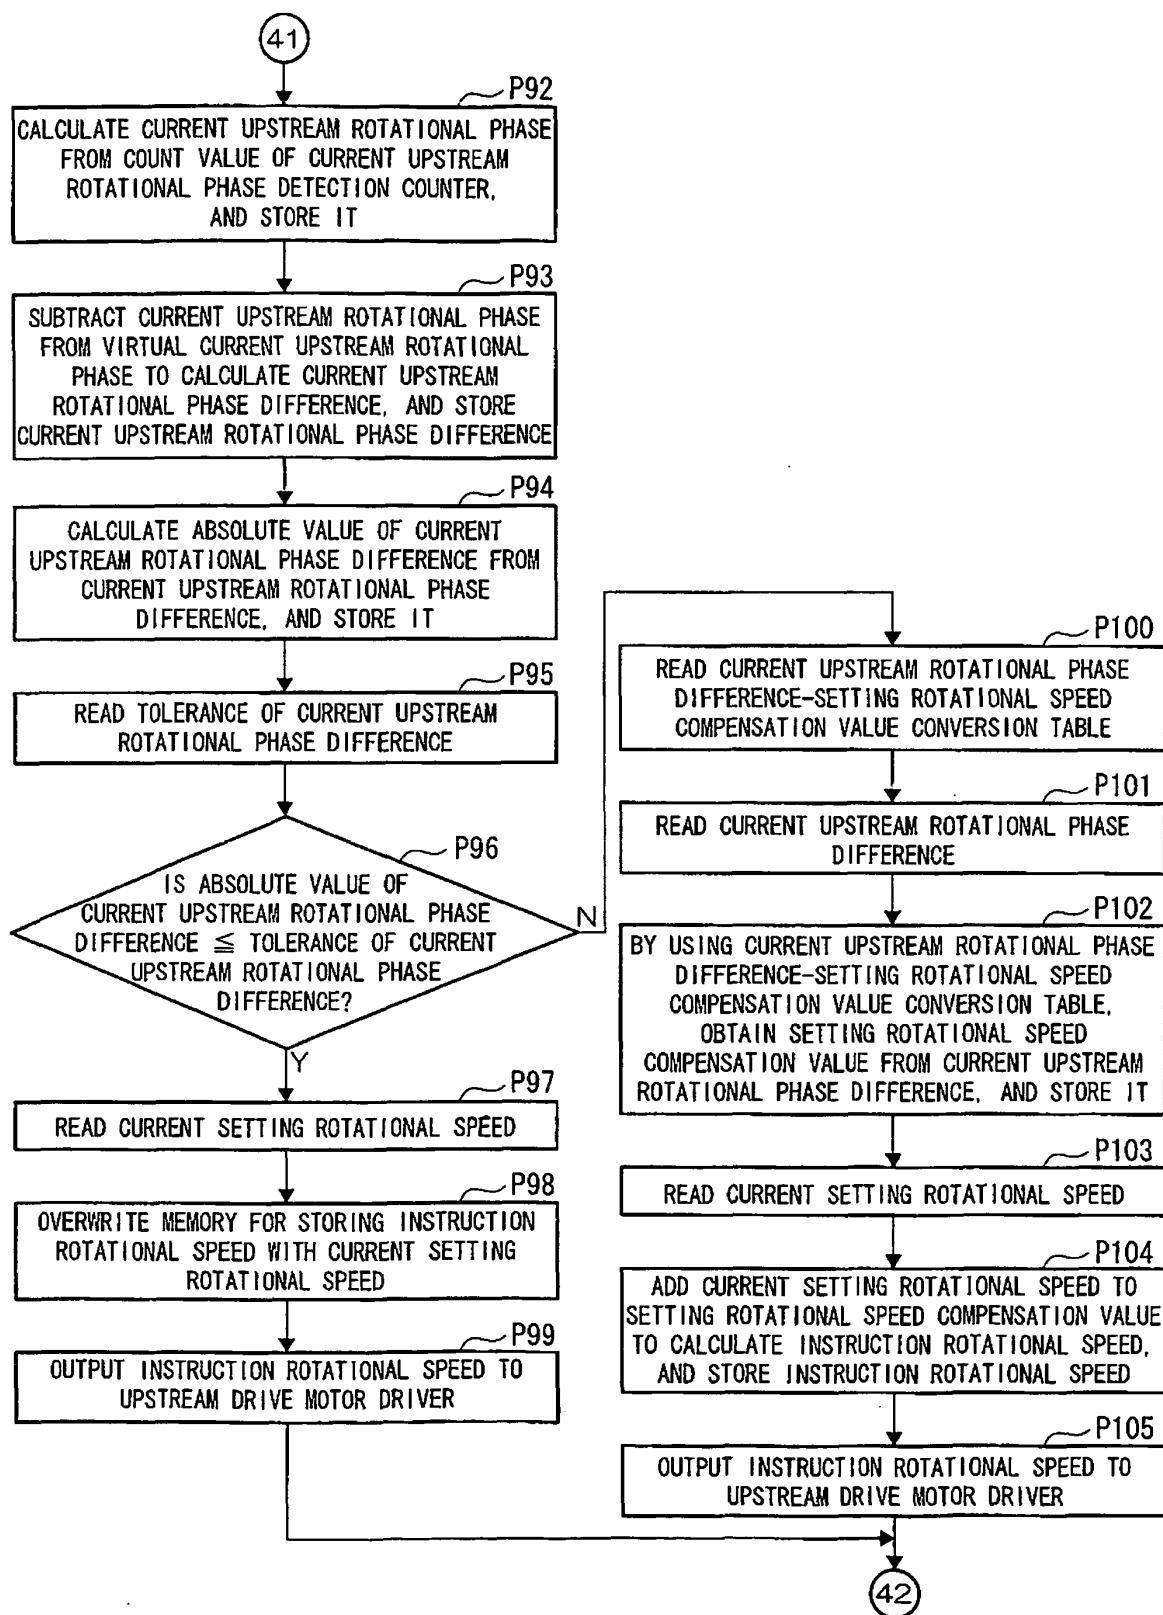 41
P92
CALCULATE CURRENT UPSTREAM ROTATIONAL PHASE
FROM COUNT VALUE OF CURRENT UPSTREAM
ROTATIONAL PHASE DETECTION COUNTER,
AND STORE IT
P93
SUBTRACT CURRENT UPSTREAM ROTATIONAL PHASE
FROM VIRTUAL CURRENT UPSTREAM ROTATIONAL
PHASE TO CALCULATE CURRENT UPSTREAM
ROTATIONAL PHASE DIFFERENCE, AND STORE
CURRENT UPSTREAM ROTATIONAL PHASE DIFFERENCE
P94
CALCULATE ABSOLUTE VALUE OF CURRENT
UPSTREAM ROTATIONAL PHASE DIFFERENCE FROM
CURRENT UPSTREAM ROTATIONAL PHASE
DIFFERENCE, AND STORE IT
P95
READ TOLERANCE OF CURRENT UPSTREAM
ROTATIONAL PHASE DIFFERENCE
P96
IS ABSOLUTE VALUE OF
CURRENT UPSTREAM ROTATIONAL PHASE
DIFFERENCE ≦ TOLERANCE OF CURRENT
UPSTREAM ROTATIONAL PHASE
DIFFERENCE?
N
Y
P97
READ CURRENT SETTING ROTATIONAL SPEED
P98
OVERWRITE MEMORY FOR STORING INSTRUCTION
ROTATIONAL SPEED WITH CURRENT SETTING
ROTATIONAL SPEED
P99
OUTPUT INSTRUCTION ROTATIONAL SPEED TO
UPSTREAM DRIVE MOTOR DRIVER
P100
READ CURRENT UPSTREAM ROTATIONAL PHASE
DIFFERENCE-SETTING ROTATIONAL SPEED
COMPENSATION VALUE CONVERSION TABLE
P101
READ CURRENT UPSTREAM ROTATIONAL PHASE
DIFFERENCE
P102
BY USING CURRENT UPSTREAM ROTATIONAL PHASE
DIFFERENCE-SETTING ROTATIONAL SPEED
COMPENSATION VALUE CONVERSION TABLE,
OBTAIN SETTING ROTATIONAL SPEED
COMPENSATION VALUE FROM CURRENT UPSTREAM
ROTATIONAL PHASE DIFFERENCE, AND STORE IT
P103
READ CURRENT SETTING ROTATIONAL SPEED
P104
ADD CURRENT SETTING ROTATIONAL SPEED TO
SETTING ROTATIONAL SPEED COMPENSATION VALUE
TO CALCULATE INSTRUCTION ROTATIONAL SPEED,
AND STORE INSTRUCTION ROTATIONAL SPEED
P105
OUTPUT INSTRUCTION ROTATIONAL SPEED TO
UPSTREAM DRIVE MOTOR DRIVER
42